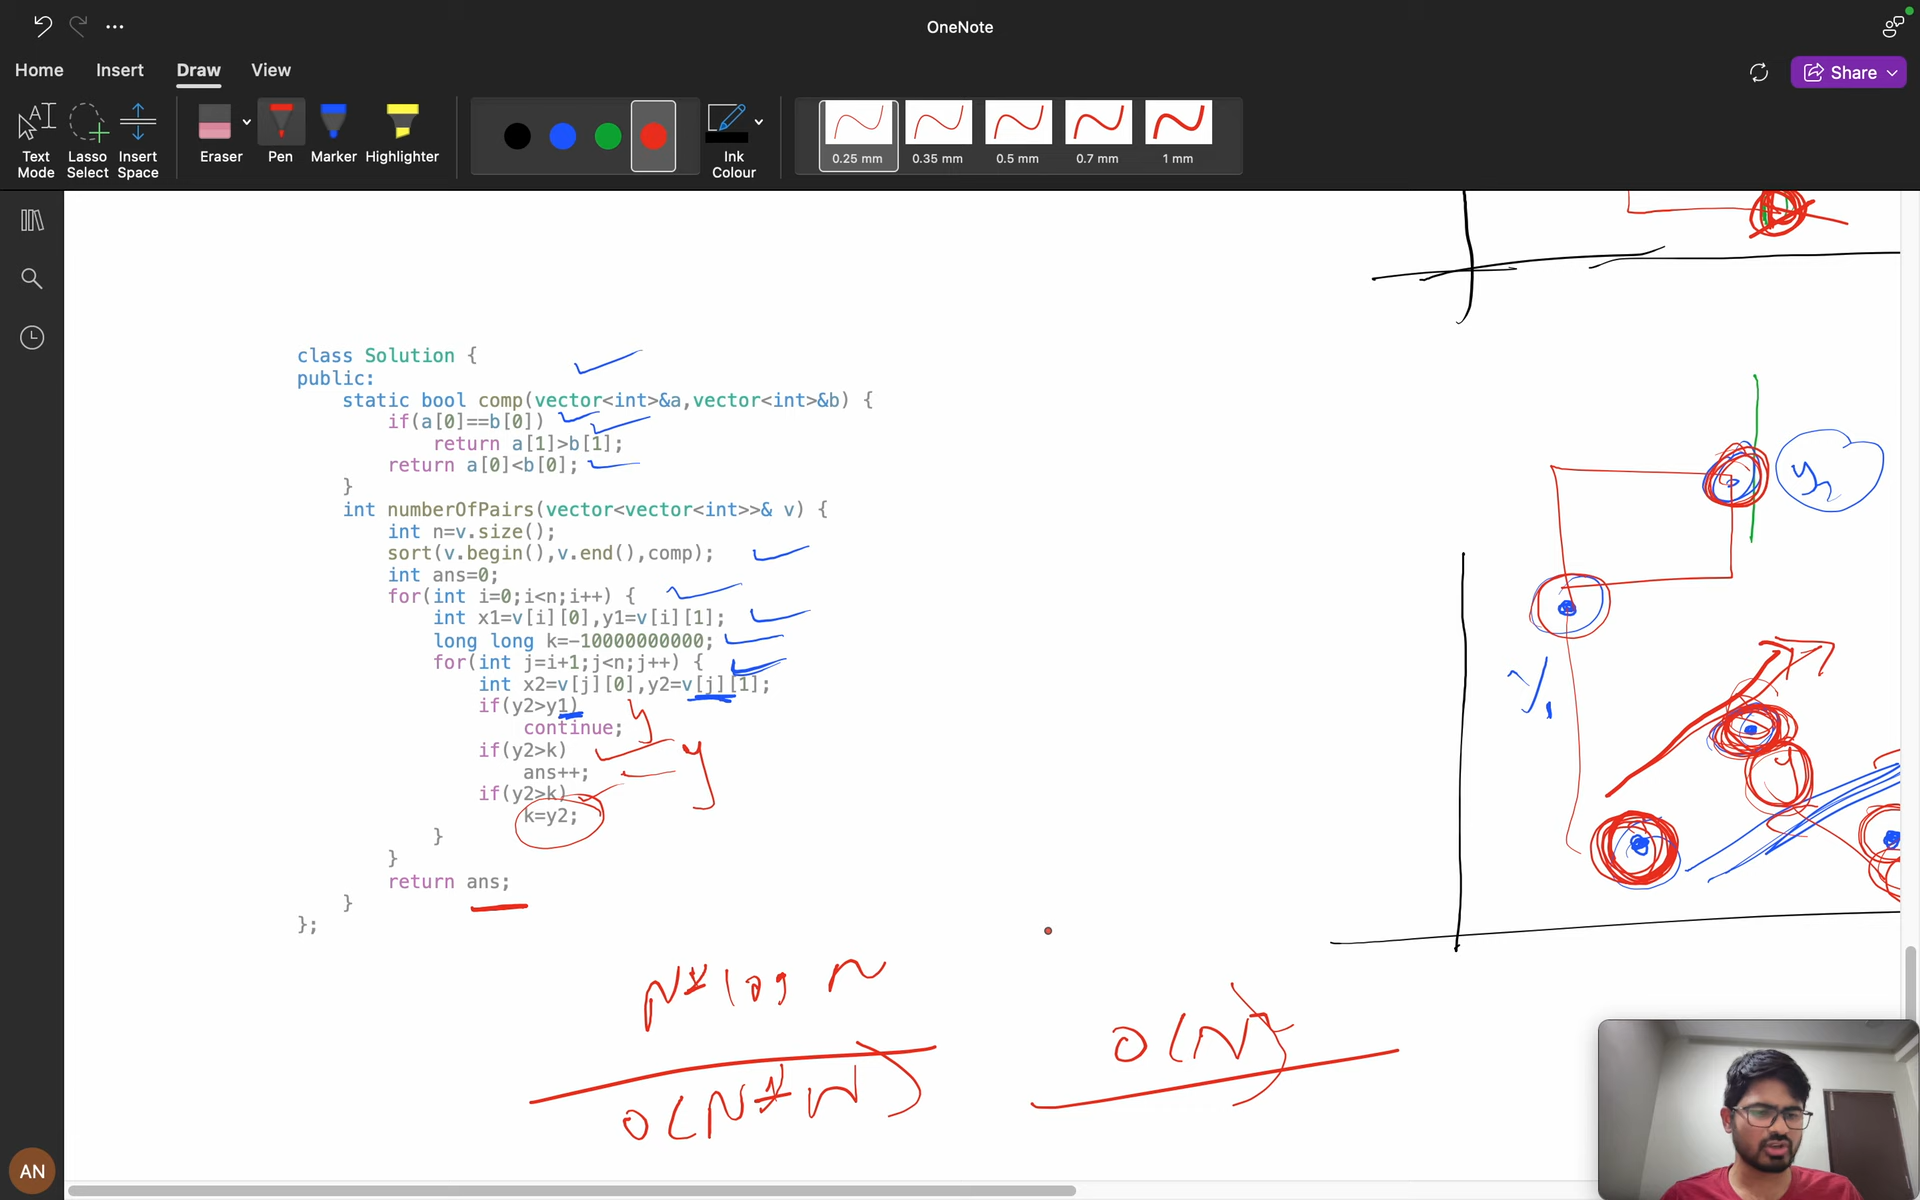 OneNote
Home Insert Draw View
Share
Text Mode
Lasso Select
Insert Space
Eraser
Pen
Marker
Highlighter
Ink Colour
0.25 mm
0.35 mm
0.5 mm
0.7 mm
1 mm
class Solution {
public:
static bool comp(vector<int>&a,vector<int>&b) {
if(a[0]==b[0])
return a[1]>b[1];
return a[0]<b[0];
}
int numberOfPairs(vector<vector<int>>& v) {
int n=v.size();
sort(v.begin(),v.end(),comp);
int ans=0;
for(int i=0;i<n;i++) {
int x1=v[i][0],y1=v[i][1];
long long k=-10000000000;
for(int j=i+1;j<n;j++) {
int x2=v[j][0],y2=v[j][1];
if(y2>y1)
continue;
if(y2>k)
ans++;
if(y2>k)
k=y2;
}
}
return ans;
}
};
y
y
y2
y1
y
N*log n
O(N*N)
O(N)
AN